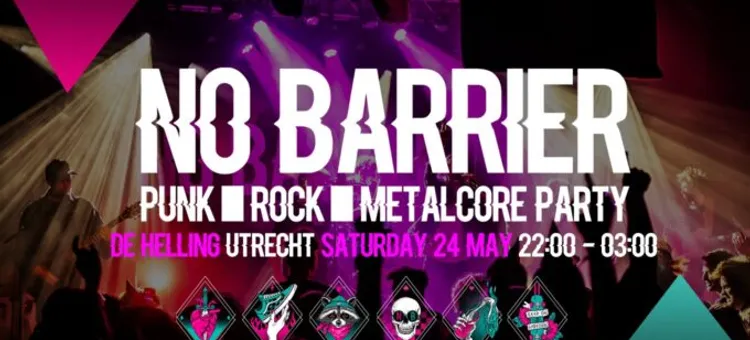 NO BARRIER
PUNK ROCK METALCORE PARTY
DE HELLING UTRECHT SATURDAY 24 MAY 22:00 - 03:00